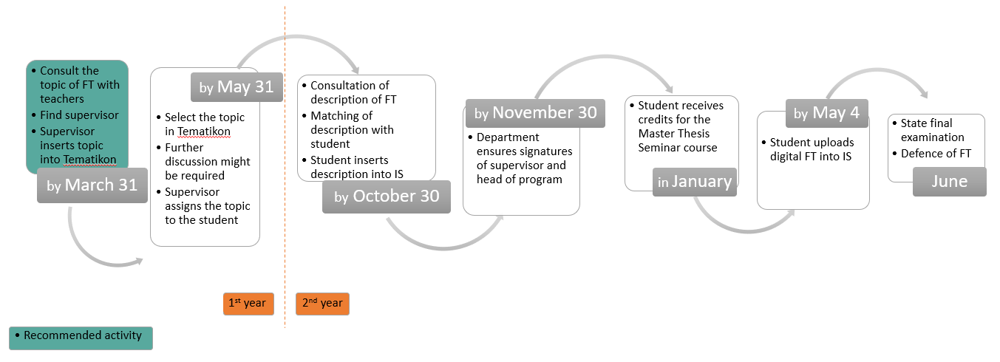 • Consult the
topic of FT with
teachers
• Find supervisor
• Supervisor
inserts topic
into Tematikon
by March 31
by May 31
• Select the topic
in Tematikon
• Further
discussion might
be required
• Supervisor
assigns the topic
to the student
• Consultation of
description of FT
• Matching of
description with
student
• Student inserts
description into IS
by October 30
by November 30
• Department
ensures signatures
of supervisor and
head of program
• Student receives
credits for the
Master Thesis
Seminar course
in January
by May 4
• Student uploads
digital FT into IS
• State final
examination
• Defence of FT
June
1st year
2nd year
• Recommended activity